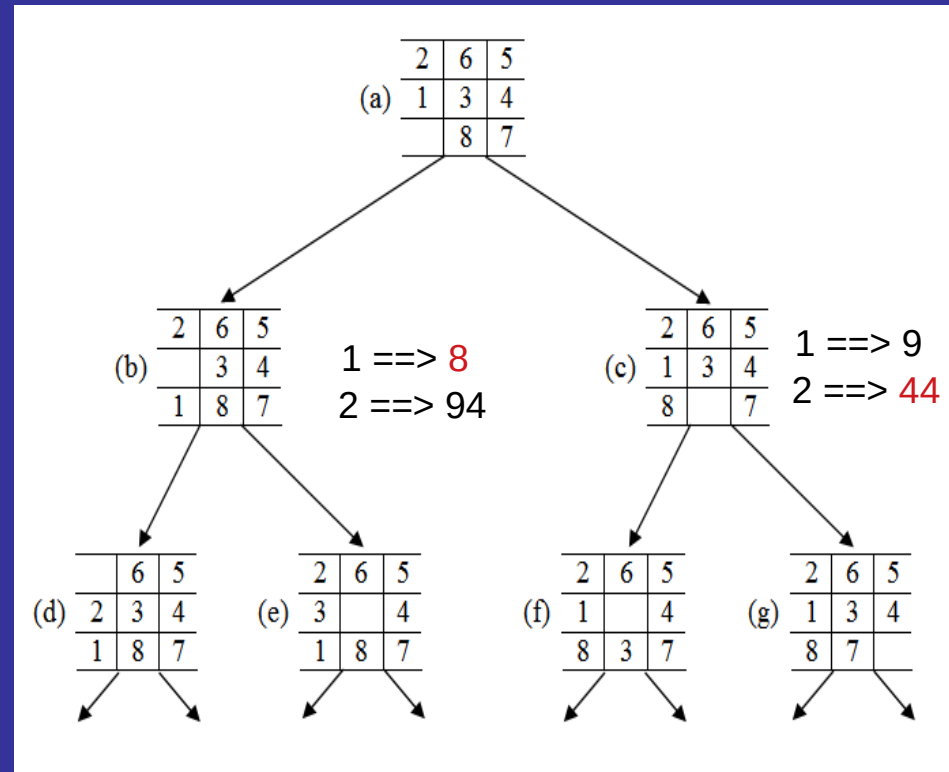 2 6 5
(a) 1 3 4
8 7
2 6 5
(b) 3 4
1 8 7
1 ==> 8
2 ==> 94
2 6 5
(c) 1 3 4
8 7
1 ==> 9
2 ==> 44
6 5
(d) 2 3 4
1 8 7
2 6 5
(e) 3 4
1 8 7
2 6 5
(f) 1 4
8 3 7
2 6 5
(g) 1 3 4
8 7